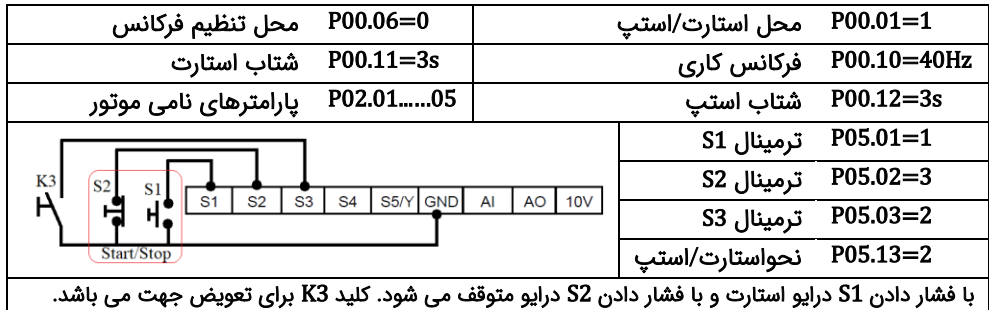 P00.01=1 محل استارت/استپ
P00.06=0 محل تنظیم فرکانس
P00.10=40Hz فرکانس کاری
P00.11=3s شتاب استارت
P00.12=3s شتاب استپ
P02.01......05 پارامترهای نامی موتور
P05.01=1 ترمینال S1
P05.02=3 ترمینال S2
P05.03=2 ترمینال S3
P05.13=2 نحواستارت/استپ
K3
S2
S1
Start/Stop
S1 S2 S3 S4 S5/Y GND AI AO 10V
با فشار دادن S1 درایو استارت و با فشار دادن S2 درایو متوقف می شود. کلید K3 برای تعویض جهت می باشد.